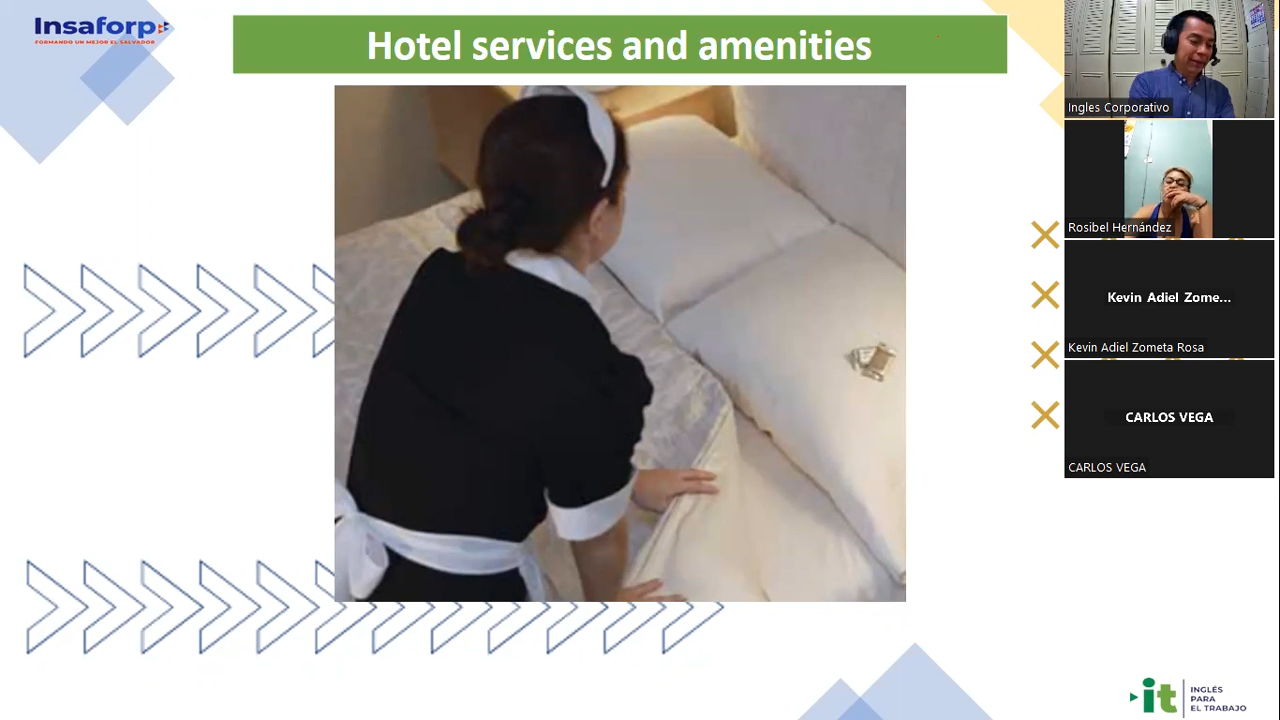 Insaforp
FORMANDO UN MEJOR EL SALVADOR
Hotel services and amenities
Ingles Corporativo
Rosibel Hernández
Kevin Adiel Zome...
Kevin Adiel Zometa Rosa
CARLOS VEGA
CARLOS VEGA
it
INGLÉS
PARA
EL TRABAJO